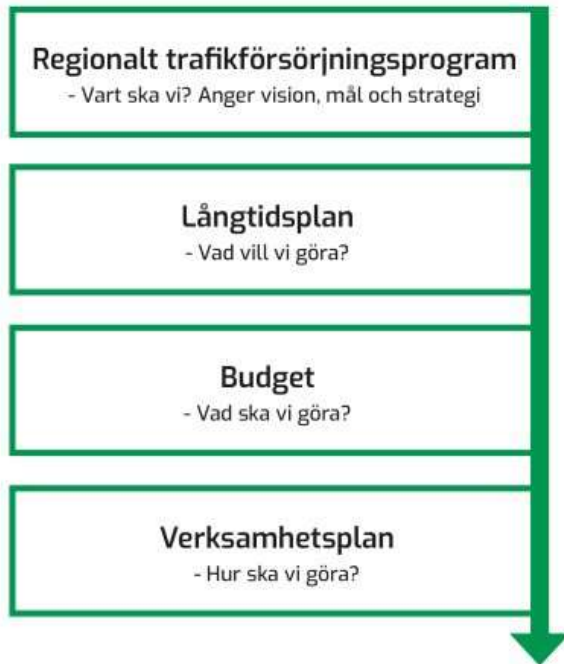 Regionalt trafikförsörjningsprogram
- Vart ska vi? Anger vision, mål och strategi
Långtidsplan
- Vad vill vi göra?
Budget
- Vad ska vi göra?
Verksamhetsplan
- Hur ska vi göra?